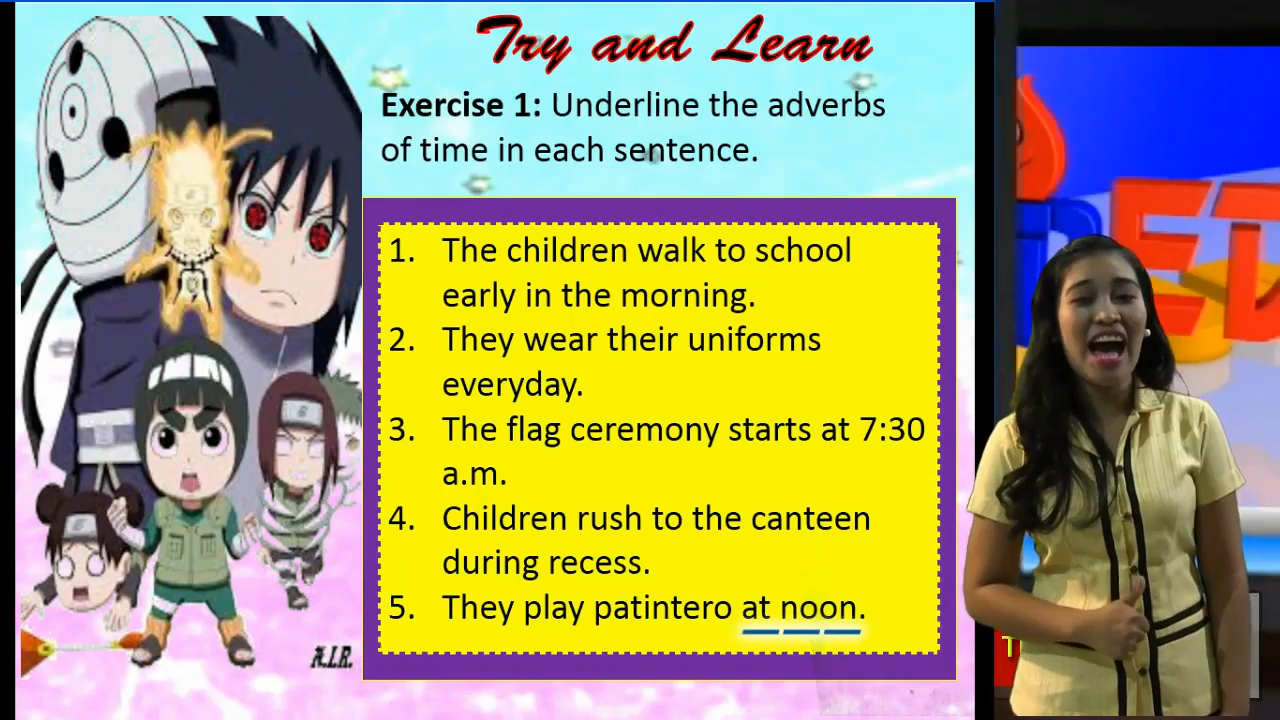 Try and Learn
Exercise 1: Underline the adverbs
of time in each sentence.
1. The children walk to school
early in the morning.
2. They wear their uniforms
everyday.
3. The flag ceremony starts at 7:30
a.m.
4. Children rush to the canteen
during recess.
5. They play patintero at noon.
A.I.R.